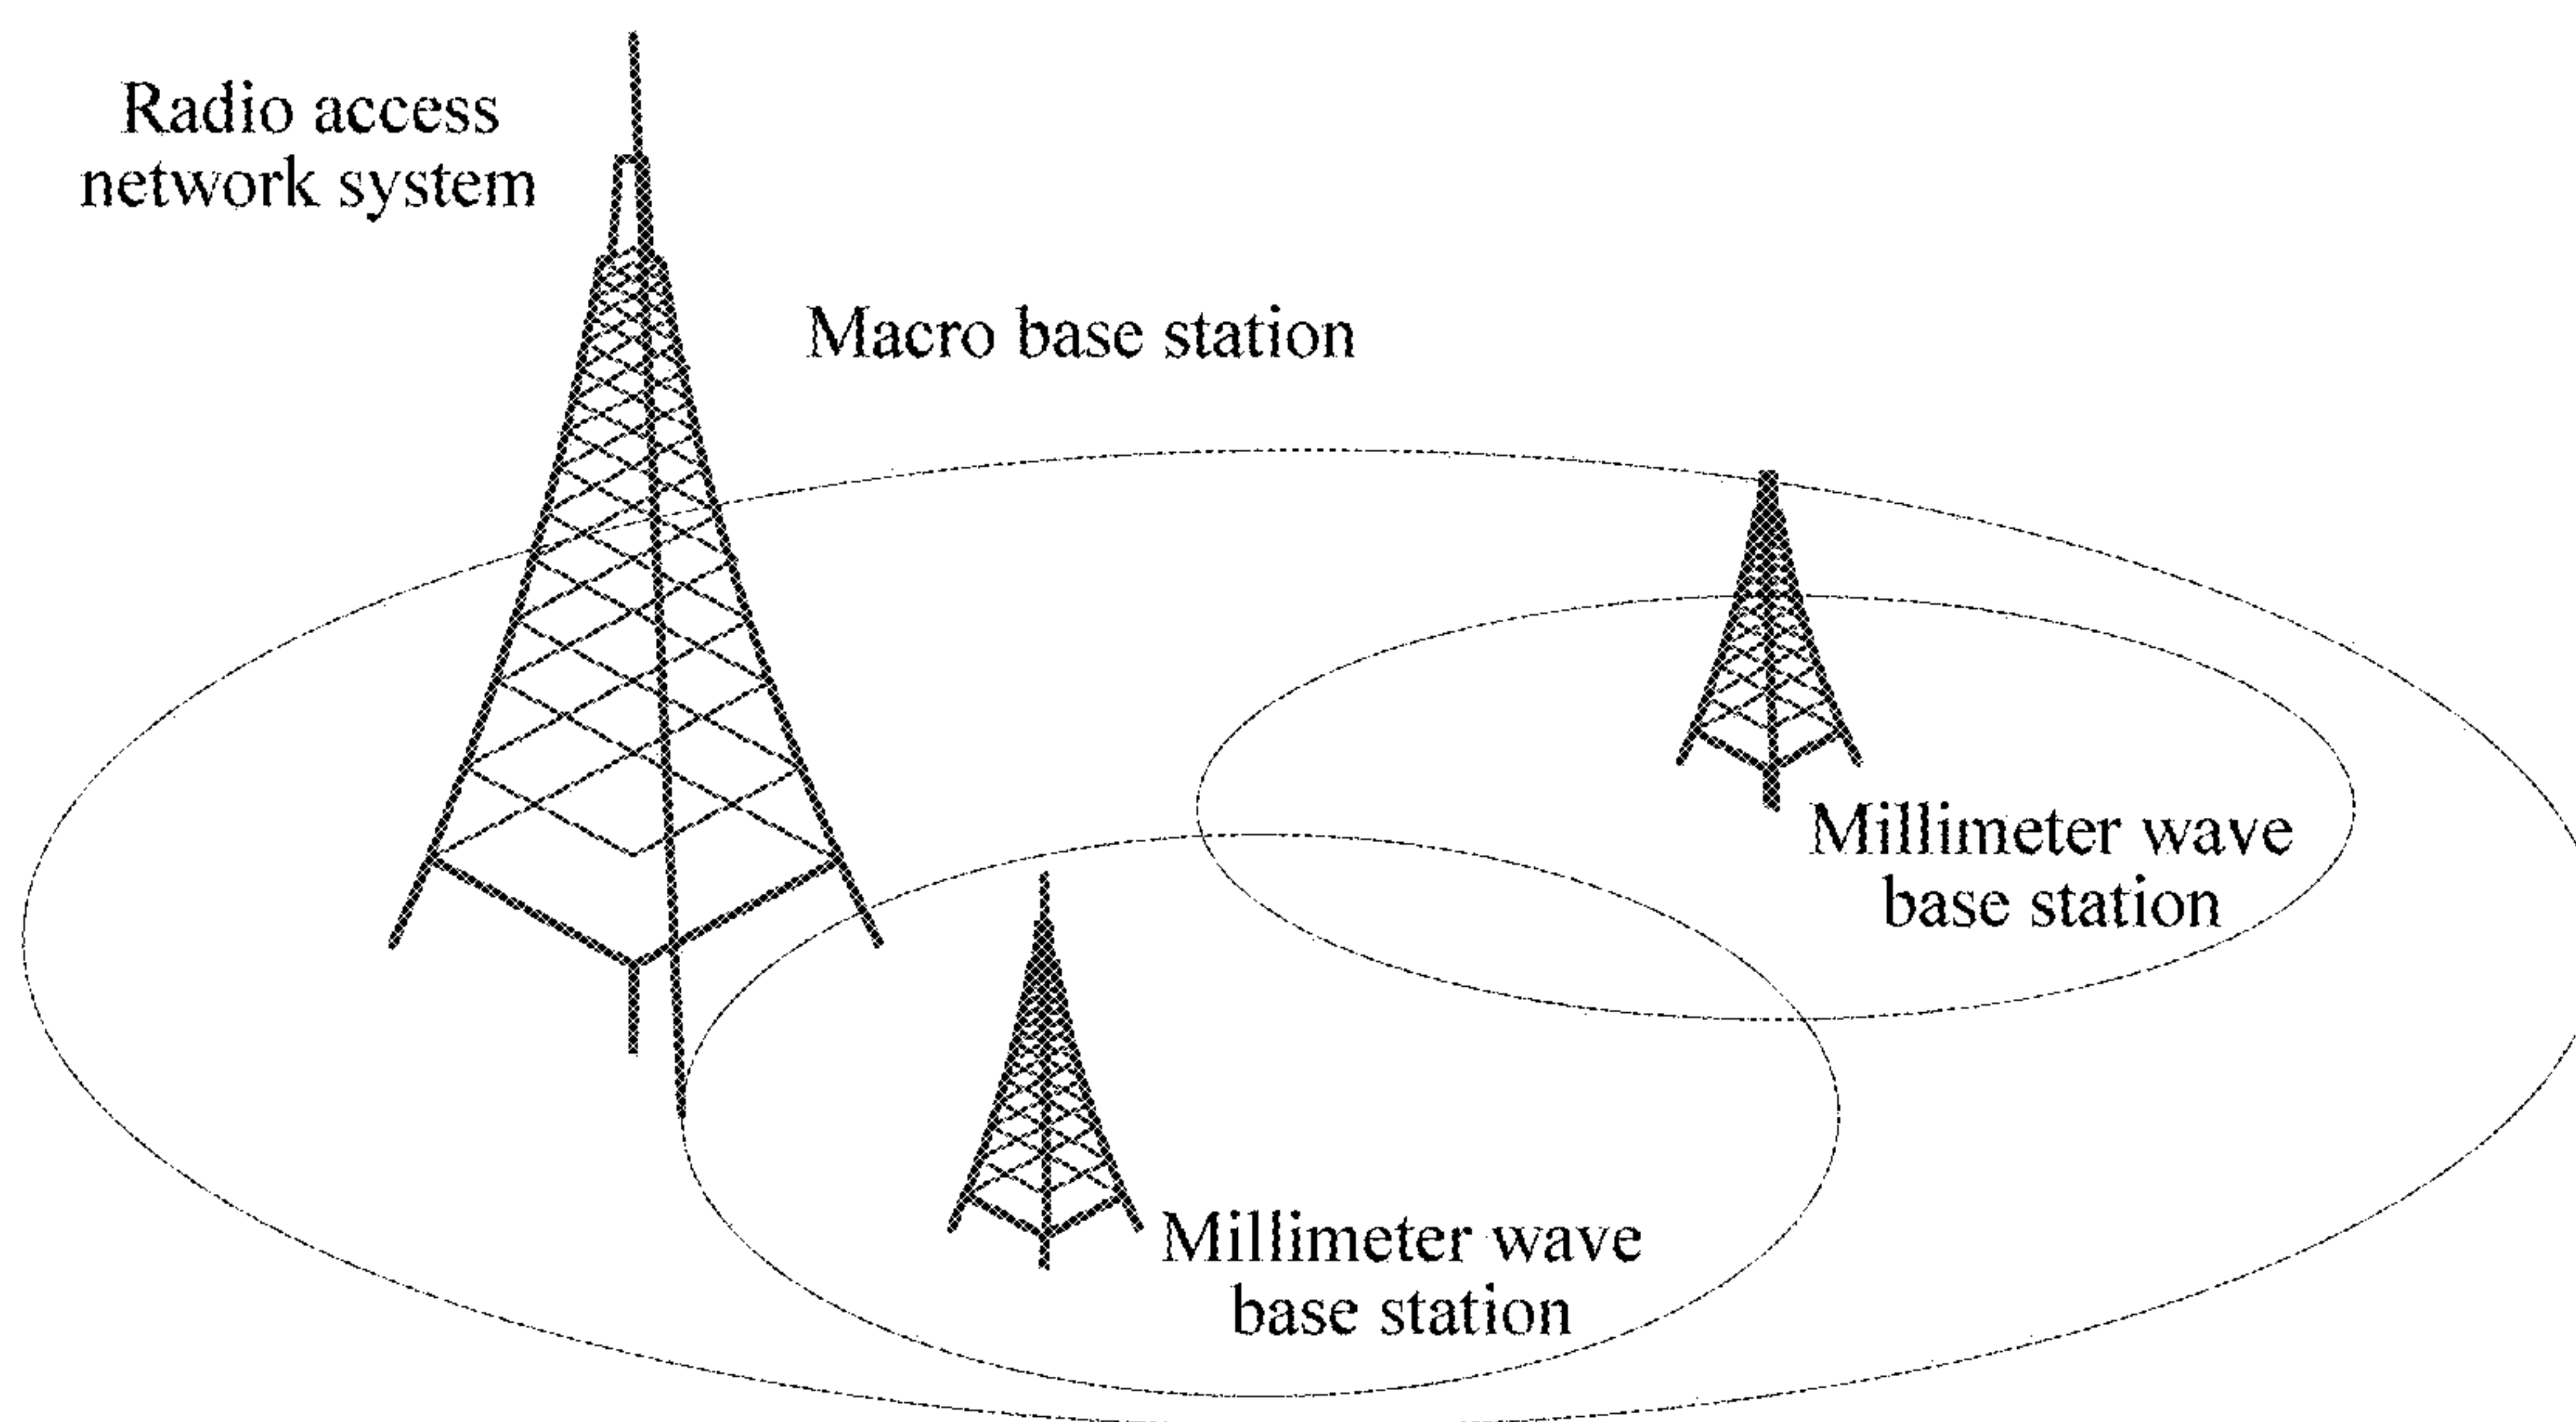 Radio access
network system
Macro base station
Millimeter wave
base station
Millimeter wave
base station